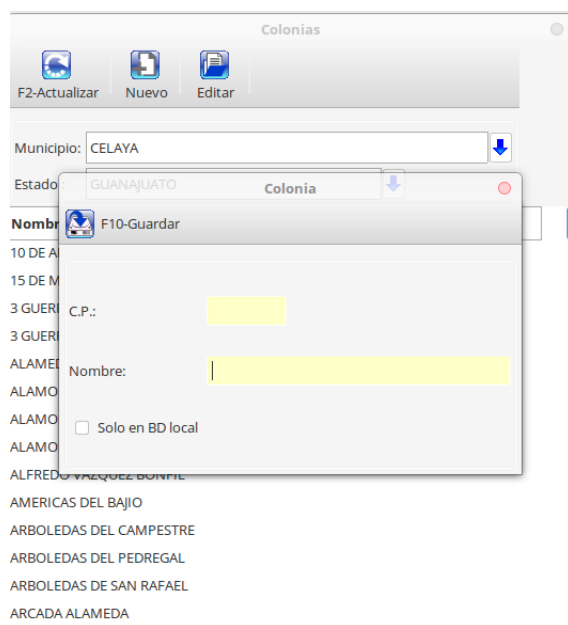 Colonias
F2-Actualizar Nuevo Editar
Municipio: CELAYA
Estado: GUANAJUATO
Colonia
F10-Guardar
C.P.:
Nombre:
Solo en BD local
Nombr
10 DE A
15 DE M
3 GUERR
3 GUERR
ALAMED
ALAMO
ALAMO
ALAMO
ALFREDO VAZQUEZ BONFIL
AMERICAS DEL BAJIO
ARBOLEDAS DEL CAMPESTRE
ARBOLEDAS DEL PEDREGAL
ARBOLEDAS DE SAN RAFAEL
ARCADA ALAMEDA